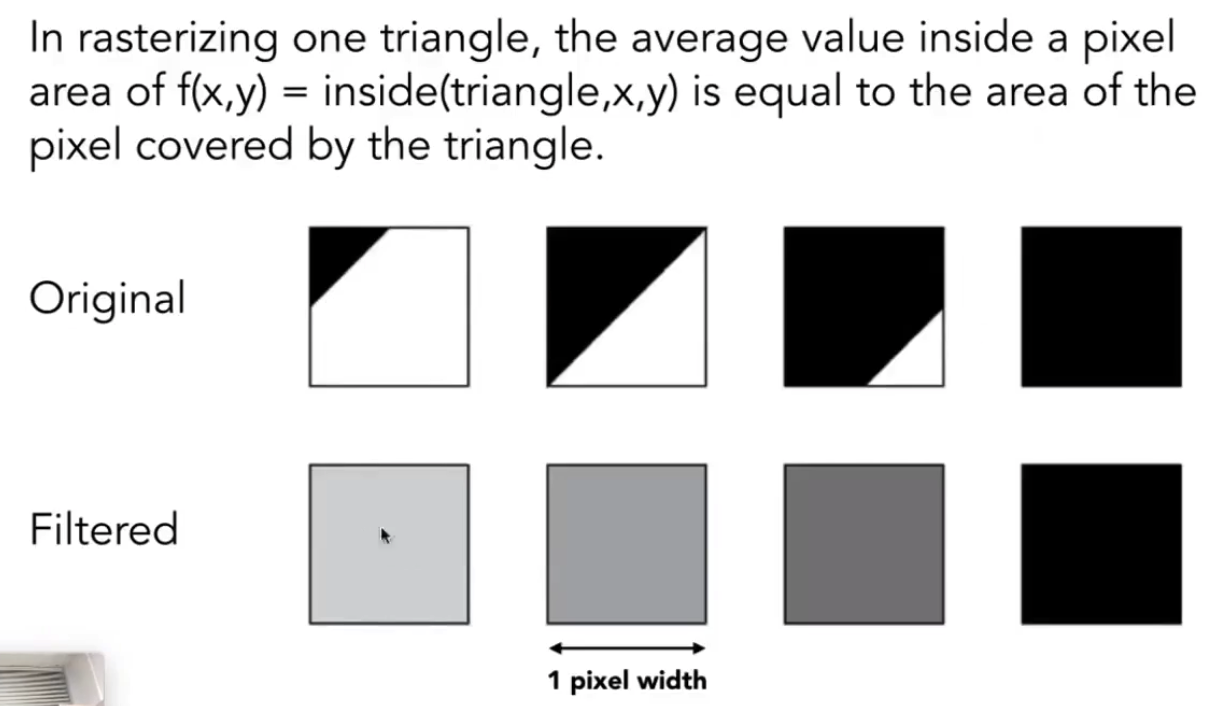 In rasterizing one triangle, the average value inside a pixel
area of f(x,y) = inside(triangle,x,y) is equal to the area of the
pixel covered by the triangle.
Original
Filtered
1 pixel width